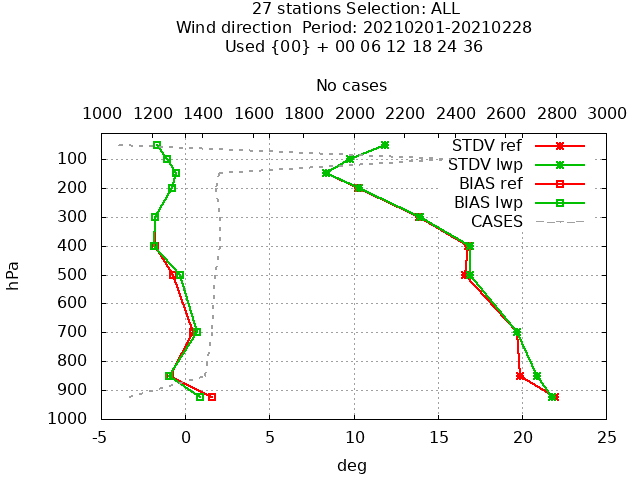 27 stations Selection: ALL
Wind direction  Period: 20210201-20210228
Used {00} + 00 06 12 18 24 36
No cases
1000 1200 1400 1600 1800 2000 2200 2400 2600 2800 3000
STDV ref
STDV lwp
BIAS ref
BIAS lwp
CASES
hPa
100
200
300
400
500
600
700
800
900
1000
-5 0 5 10 15 20 25
deg